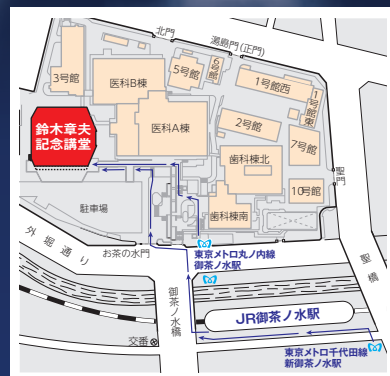 北門
湯島門（正門）
3号館
医科B棟
5号館
6号館
1号館西
1号館東
鈴木章夫
記念講堂
医科A棟
2号館
7号館
歯科棟北
聖門
10号館
駐車場
歯科棟南
外堀通り
お茶の水門
東京メトロ丸ノ内線
御茶ノ水駅
聖橋
御茶ノ水橋
JR御茶ノ水駅
交番
東京メトロ千代田線
新御茶ノ水駅